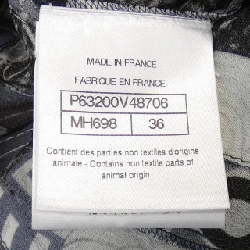 MADE IN FRANCE
FABRIQUE EN FRANCE
P63200V48706
MH698 36
Contient des parties non textiles d'origine
animale - Contains non textile parts of
animal origin